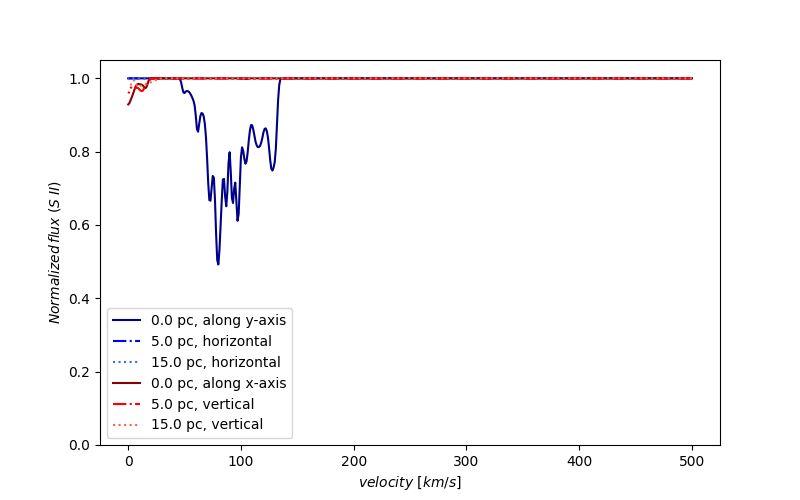 1.0
0.8
0.6
0.4
0.2
0.0
Normalized flux (S II)
0.0 pc, along y-axis
5.0 pc, horizontal
15.0 pc, horizontal
0.0 pc, along x-axis
5.0 pc, vertical
15.0 pc, vertical
0 100 200 300 400 500
velocity [km/s]